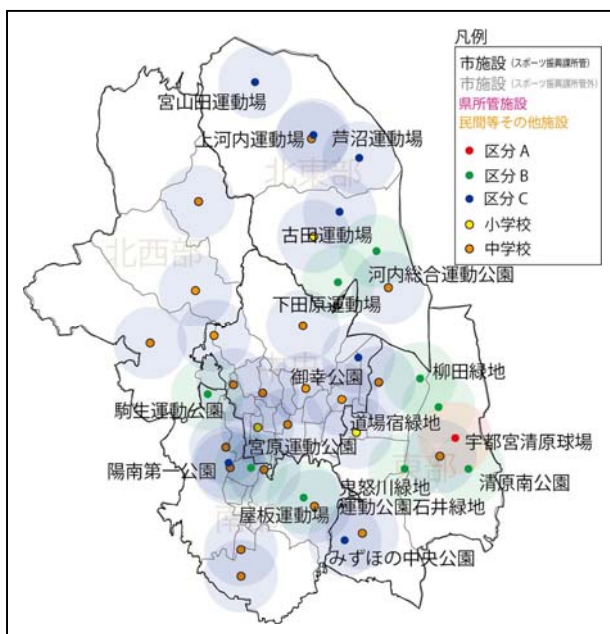 凡例
市施設(スポーツ振興課所管)
市施設(スポーツ振興課所管外)
県所管施設
民間等その他施設
区分 A
区分 B
区分 C
小学校
中学校
宮山田運動場
上河内運動場
芦沼運動場
北東部
古田運動場
北西部
河内総合運動公園
下田原運動場
中央
御幸公園
柳田緑地
駒生運動公園
道場宿緑地
宮原運動公園
宇都宮清原球場
陽南第一公園
東部
鬼怒川緑地
清原南公園
屋板運動場
運動公園石井緑地
南
みずほの中央公園